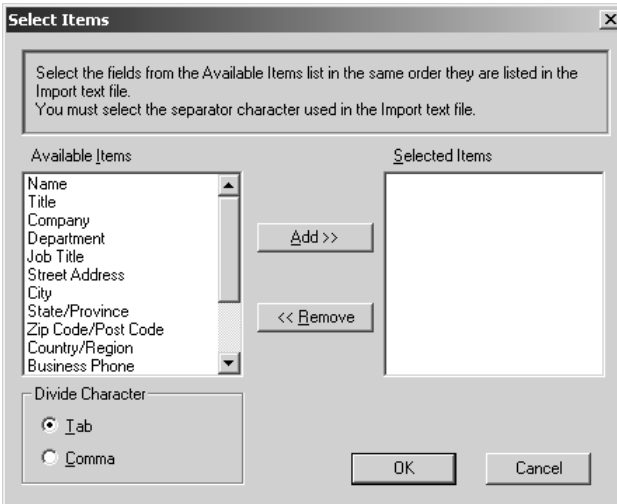 Select Items
Select the fields from the Available Items list in the same order they are listed in the
Import text file.
You must select the separator character used in the Import text file.
Available Items
Selected Items
Name
Title
Company
Department
Job Title
Street Address
City
State/Province
Zip Code/Post Code
Country/Region
Business Phone
Add >>
<< Remove
Divide Character
Tab
Comma
OK
Cancel